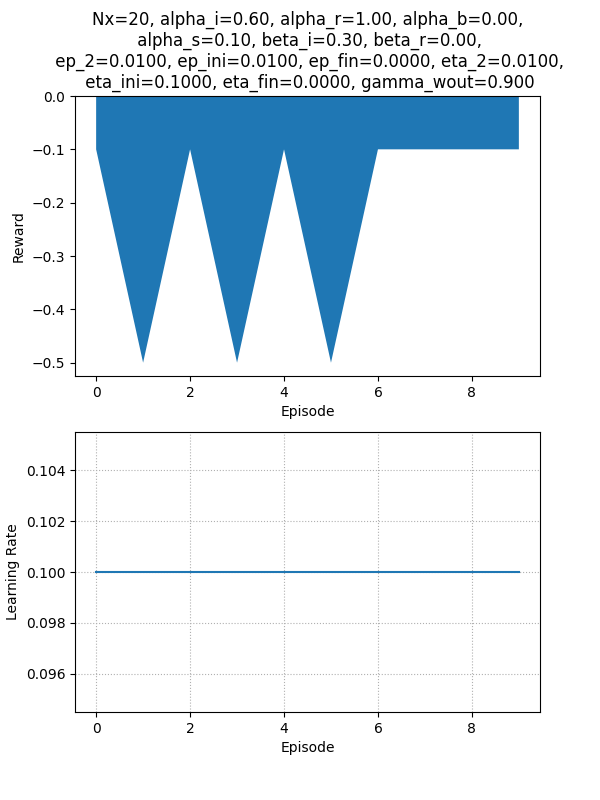 Nx=20, alpha_i=0.60, alpha_r=1.00, alpha_b=0.00,
alpha_s=0.10, beta_i=0.30, beta_r=0.00,
ep_2=0.0100, ep_ini=0.0100, ep_fin=0.0000, eta_2=0.0100,
eta_ini=0.1000, eta_fin=0.0000, gamma_wout=0.900
0.0
−0.1
−0.2
−0.3
−0.4
−0.5
Reward
0 2 4 6 8
Episode
0.104
0.102
0.100
0.098
0.096
Learning Rate
0 2 4 6 8
Episode